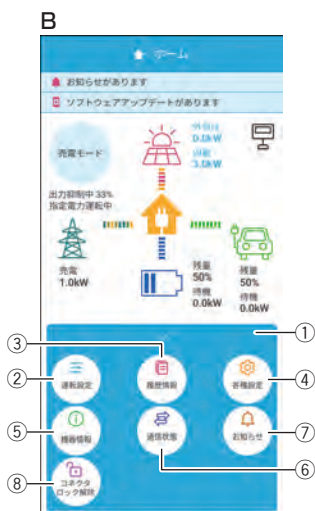 B
ホーム
お知らせがあります
ソフトウェアアップデートがあります
売電モード
0.0kW
3.0kW
出力抑制中 33%
指定電力運転中
売電
1.0kW
残量
50%
待機
0.0kW
残量
50%
待機
0.0kW
①
③
②
④
運転設定
履歴情報
各種設定
⑤
⑦
機器情報
通信状態
お知らせ
⑥
⑧
コネクタ
ロック解除